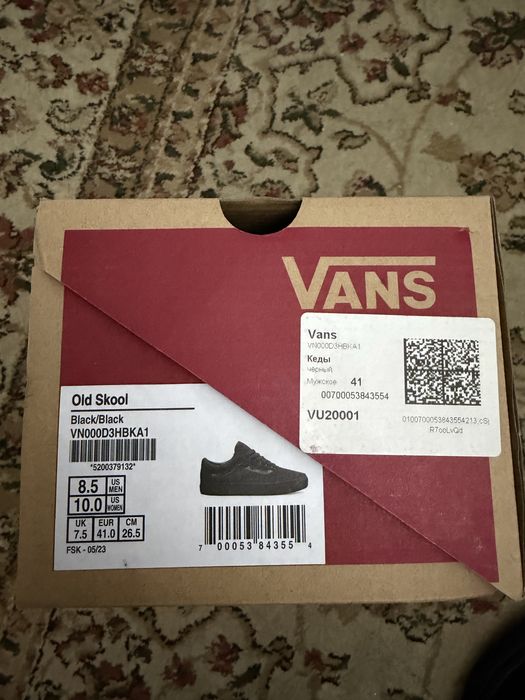 VANS
Vans
VN000D3HBKA1
Кеды
чёрный
Мужское 41
00700053843554
VU20001
0100700053843554213
R7ooLvQd
Old Skool
Black/Black
VN000D3HBKA1
*5200379132*
8.5 US MEN
10.0 US WOMEN
UK EUR CM
7.5 41.0 26.5
FSK - 05/23
7 00053 84355 4